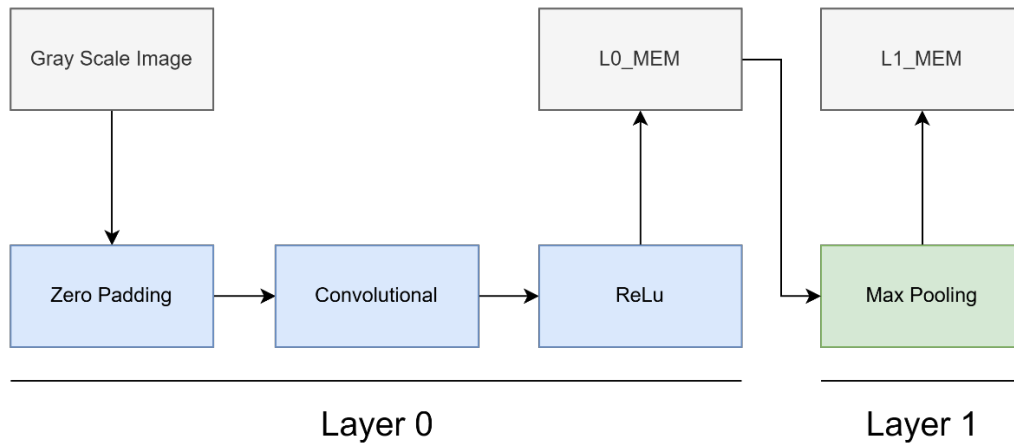 Gray Scale Image
L0_MEM
L1_MEM
Zero Padding
Convolutional
ReLu
Max Pooling
Layer 0
Layer 1